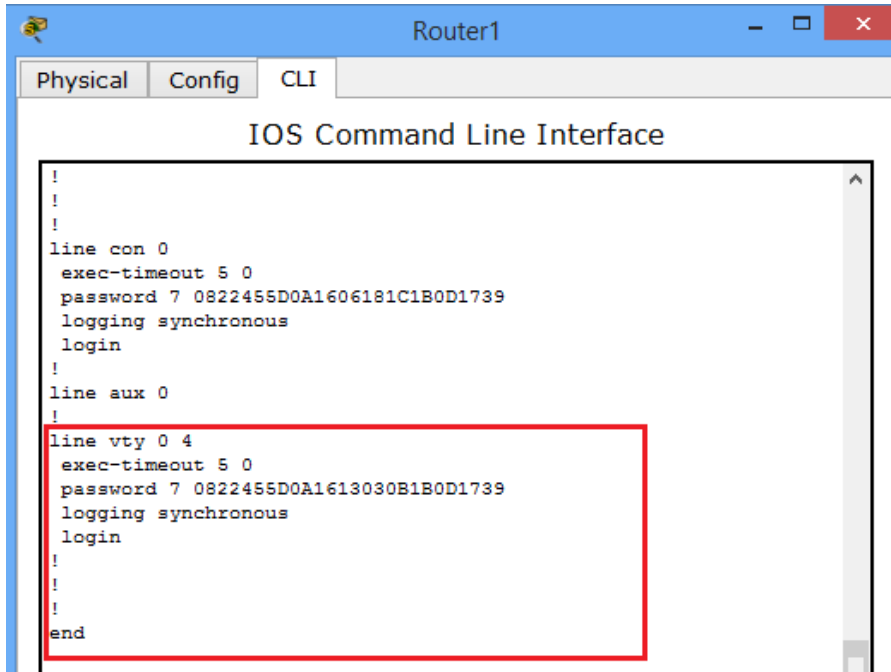 Router1
Physical Config CLI
IOS Command Line Interface
!
!
!
line con 0
exec-timeout 5 0
password 7 0822455D0A1606181C1B0D1739
logging synchronous
login
!
line aux 0
!
line vty 0 4
exec-timeout 5 0
password 7 0822455D0A1613030B1B0D1739
logging synchronous
login
!
!
!
end